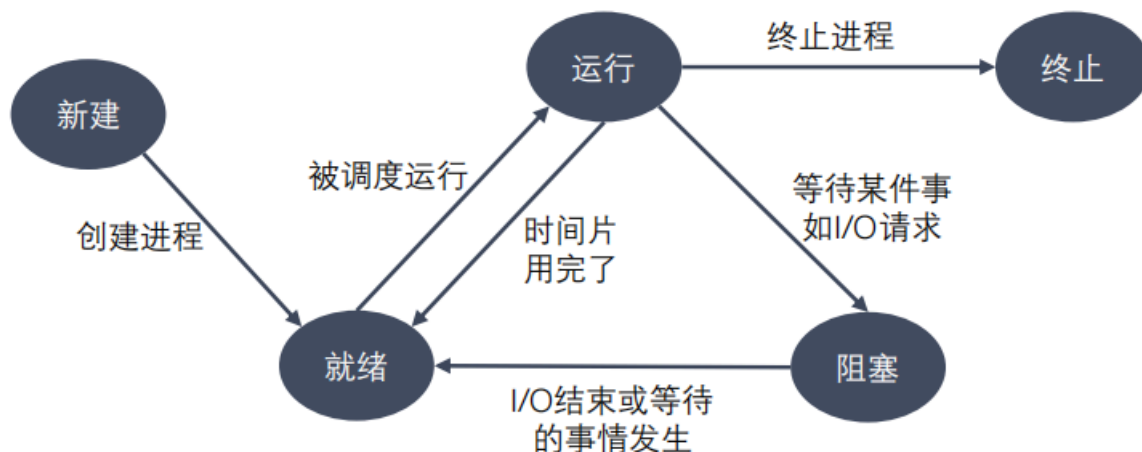 终止进程
运行
终止
新建
被调度运行
等待某件事
如I/O请求
创建进程
时间片
用完了
就绪
阻塞
I/O结束或等待
的事情发生